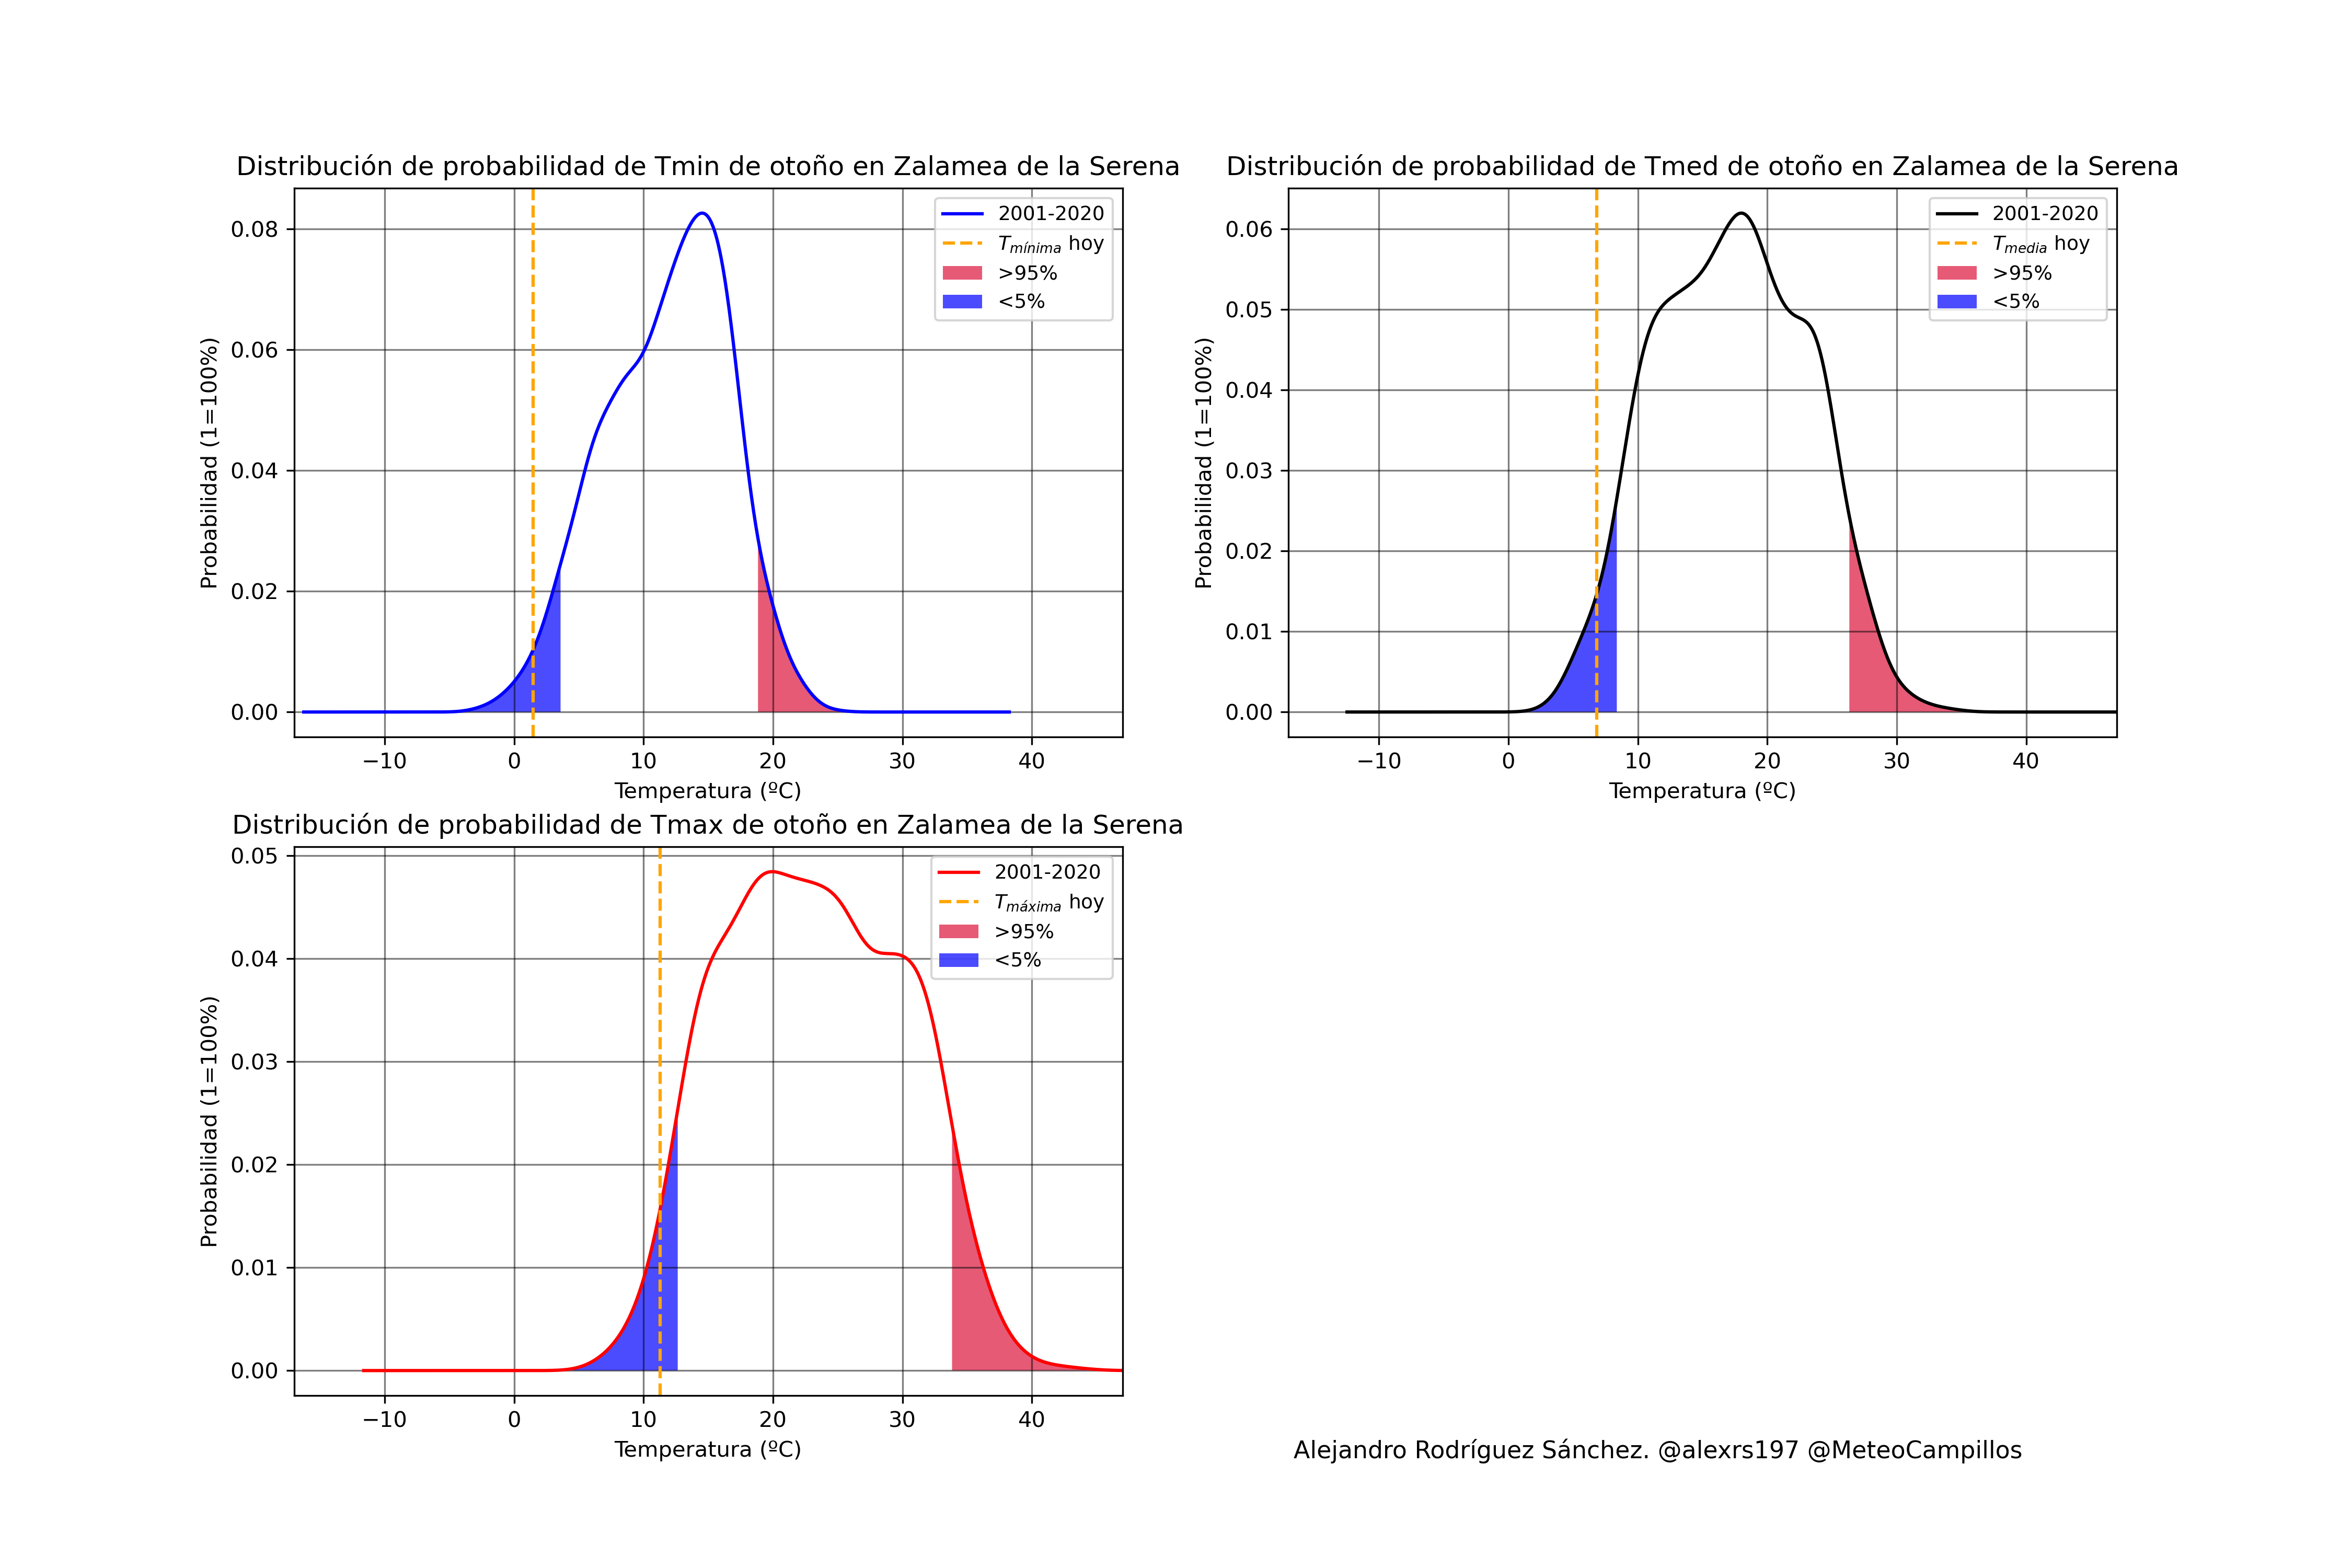 Distribución de probabilidad de Tmin de otoño en Zalamea de la Serena
Probabilidad (1=100%)
0.08
0.06
0.04
0.02
0.00
−10 0 10 20 30 40
Temperatura (ºC)
2001-2020
Tmínima hoy
>95%
<5%
Distribución de probabilidad de Tmed de otoño en Zalamea de la Serena
Probabilidad (1=100%)
0.06
0.05
0.04
0.03
0.02
0.01
0.00
−10 0 10 20 30 40
Temperatura (ºC)
2001-2020
Tmedia hoy
>95%
<5%
Distribución de probabilidad de Tmax de otoño en Zalamea de la Serena
Probabilidad (1=100%)
0.05
0.04
0.03
0.02
0.01
0.00
−10 0 10 20 30 40
Temperatura (ºC)
2001-2020
Tmáxima hoy
>95%
<5%
Alejandro Rodríguez Sánchez. @alexrs197 @MeteoCampillos